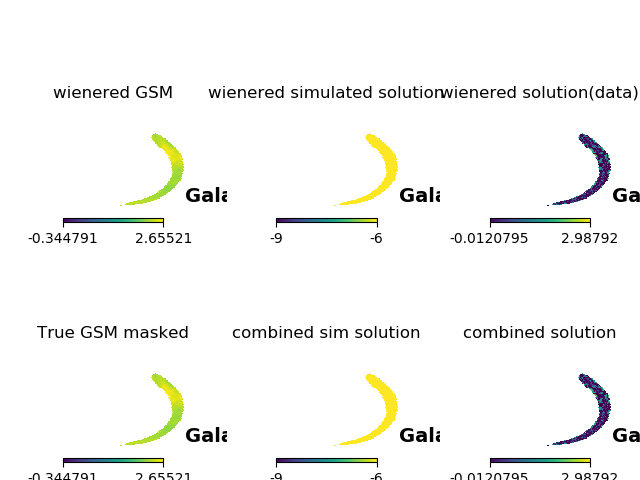 wienered GSM
wienered simulated solution
wienered solution(data)
Gala
Gala
Ga
-0.344791 2.65521
-9 -6
-0.0120795 2.98792
True GSM masked
combined sim solution
combined solution
Gala
Gala
Ga
-0.344791 2.65521
-9 -6
-0.0120795 2.98792